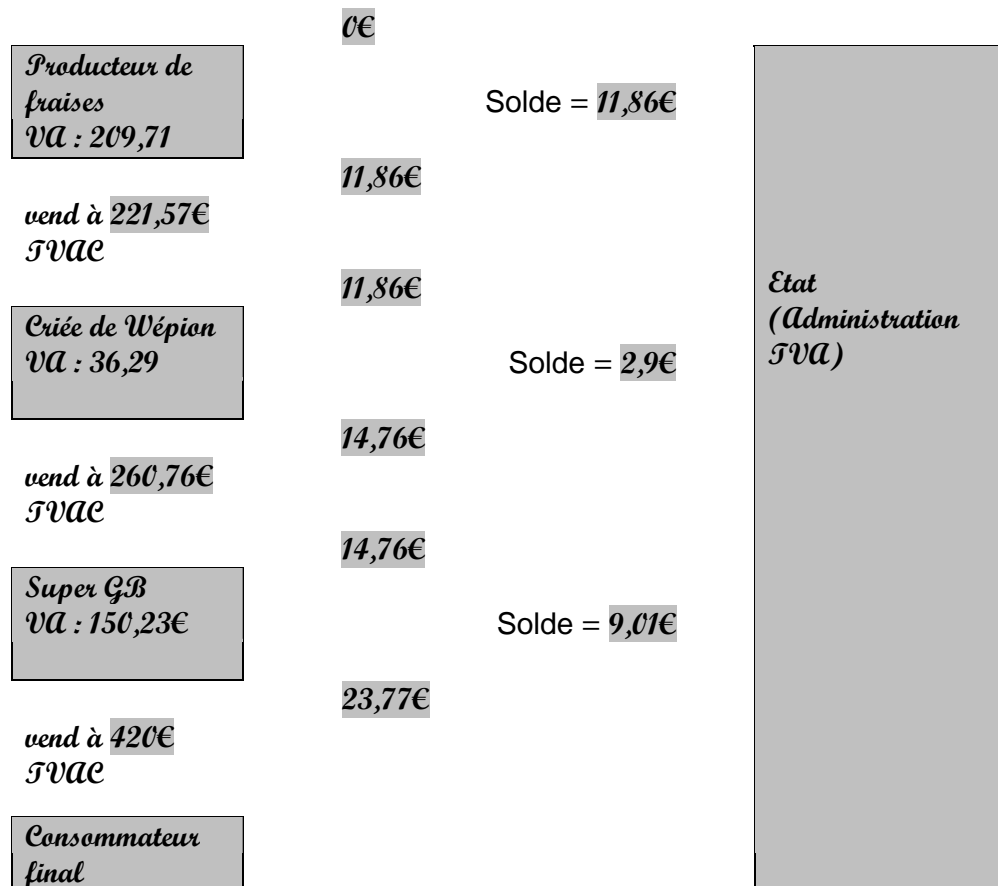 0€
Producteur de
fraises
VA : 209,71
Solde = 11,86€
11,86€
vend à 221,57€
TVAC
11,86€
Criée de Wépion
VA : 36,29
Solde = 2,9€
Etat
(Administration
TVA)
14,76€
vend à 260,76€
TVAC
14,76€
Super GB
VA : 150,23€
Solde = 9,01€
23,77€
vend à 420€
TVAC
Consommateur
final